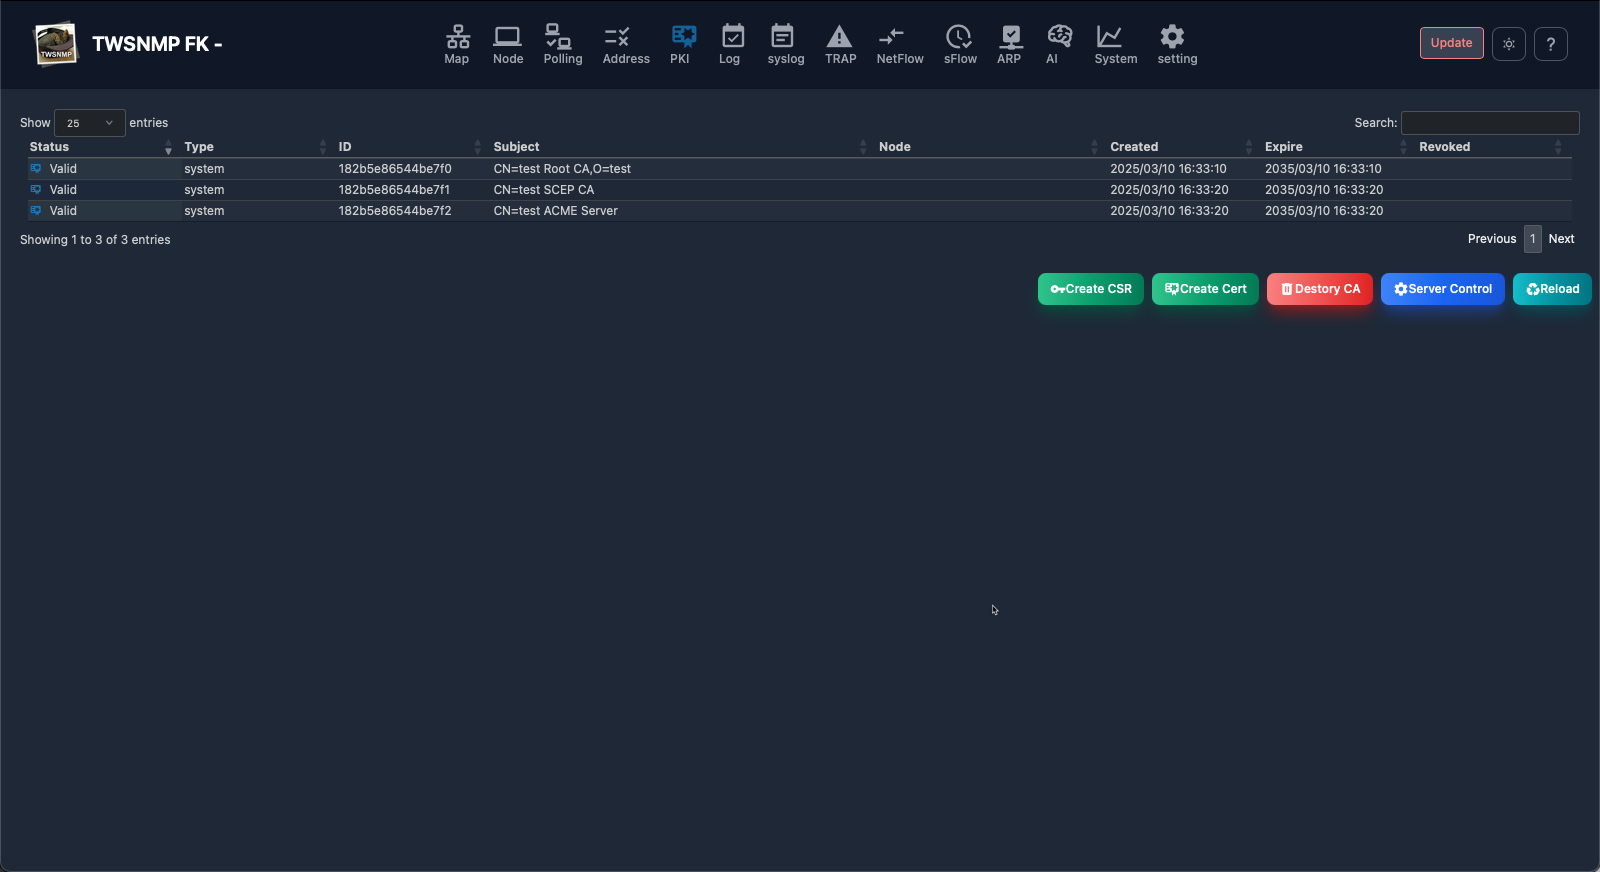 TWSNMP
TWSNMP FK -
Map Node Polling Address PKI Log syslog TRAP NetFlow sFlow ARP AI System setting
Update
?
Show 25 entries
Search:
Status Type ID Subject Node Created Expire Revoked
Valid system 182b5e86544be7f0 CN=test Root CA,O=test 2025/03/10 16:33:10 2035/03/10 16:33:10
Valid system 182b5e86544be7f1 CN=test SCEP CA 2025/03/10 16:33:20 2035/03/10 16:33:20
Valid system 182b5e86544be7f2 CN=test ACME Server 2025/03/10 16:33:20 2035/03/10 16:33:20
Showing 1 to 3 of 3 entries
Previous 1 Next
Create CSR Create Cert Destory CA Server Control Reload